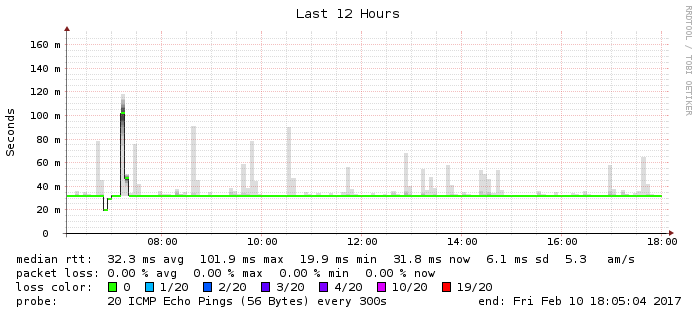 Last 12 Hours
RRDTOOL / TOBI OETIKER
Seconds
160 m
140 m
120 m
100 m
80 m
60 m
40 m
20 m
0
08:00 10:00 12:00 14:00 16:00 18:00
median rtt: 32.3 ms avg 101.9 ms max 19.9 ms min 31.8 ms now 6.1 ms sd 5.3 am/s
packet loss: 0.00 % avg 0.00 % max 0.00 % min 0.00 % now
loss color: 0 1/20 2/20 3/20 4/20 10/20 19/20
probe: 20 ICMP Echo Pings (56 Bytes) every 300s end: Fri Feb 10 18:05:04 2017